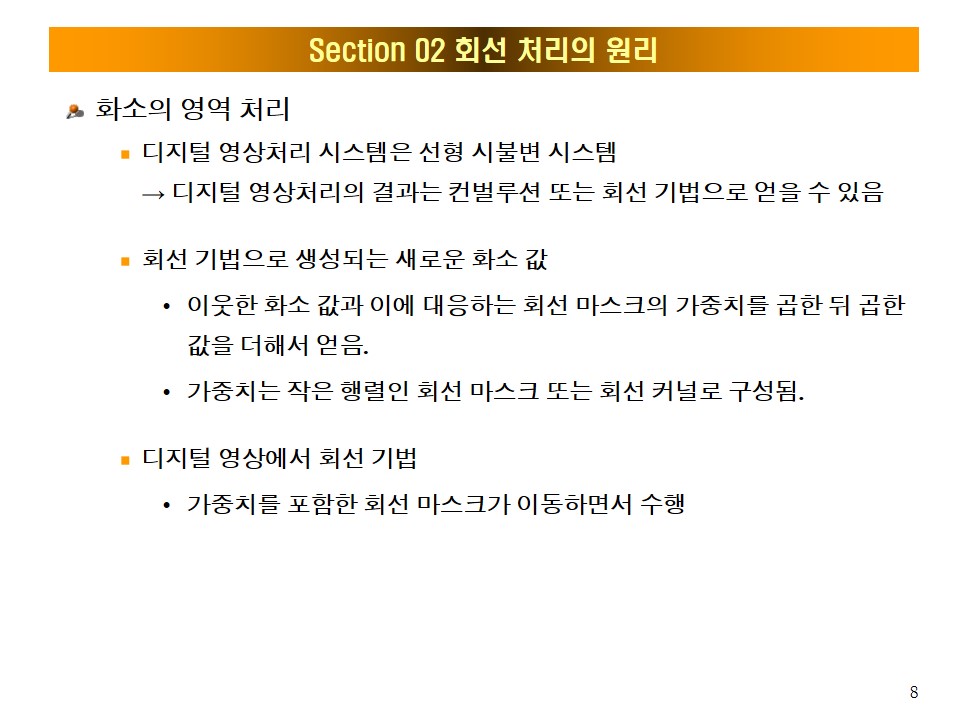 Section 02 회선 처리의 원리
화소의 영역 처리
■ 디지털 영상처리 시스템은 선형 시불변 시스템
→ 디지털 영상처리의 결과는 컨벌루션 또는 회선 기법으로 얻을 수 있음
■ 회선 기법으로 생성되는 새로운 화소 값
• 이웃한 화소 값과 이에 대응하는 회선 마스크의 가중치를 곱한 뒤 곱한
값을 더해서 얻음.
• 가중치는 작은 행렬인 회선 마스크 또는 회선 커널로 구성됨.
■ 디지털 영상에서 회선 기법
• 가중치를 포함한 회선 마스크가 이동하면서 수행
8